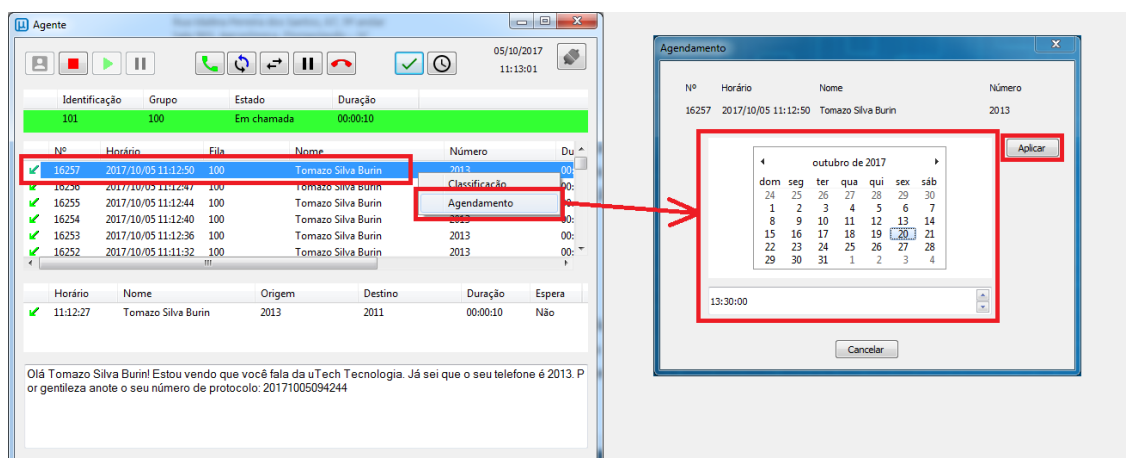 Agente
05/10/2017
11:13:01
Identificação Grupo Estado Duração
101 100 Em chamada 00:00:10
Nº Horário Fila Nome Número Du
16257 2017/10/05 11:12:50 100 Tomazo Silva Burin 2013 00:
Classificação
16256 2017/10/05 11:12:47 100 Tomazo Silva Burin 00:
Agendamento
16255 2017/10/05 11:12:44 100 Tomazo Silva Burin 00:
16254 2017/10/05 11:12:40 100 Tomazo Silva Burin 2013 00:
16253 2017/10/05 11:12:36 100 Tomazo Silva Burin 2013 00:
16252 2017/10/05 11:11:32 100 Tomazo Silva Burin 2013 00:
Horário Nome Origem Destino Duração Espera
11:12:27 Tomazo Silva Burin 2013 2011 00:00:10 Não
Olá Tomazo Silva Burin! Estou vendo que você fala da uTech Tecnologia. Já sei que o seu telefone é 2013. P
or gentileza anote o seu número de protocolo: 20171005094244
Agendamento
Nº Horário Nome Número
16257 2017/10/05 11:12:50 Tomazo Silva Burin 2013
Aplicar
outubro de 2017
dom seg ter qua qui sex sáb
24 25 26 27 28 29 30
1 2 3 4 5 6 7
8 9 10 11 12 13 14
15 16 17 18 19 20 21
22 23 24 25 26 27 28
29 30 31 1 2 3 4
13:30:00
Cancelar